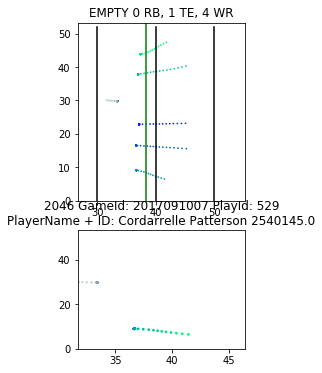 EMPTY 0 RB, 1 TE, 4 WR
50
40
30
20
10
0
30 40 50
2046 GameId: 2017091007 PlayId: 529
PlayerName + ID: Cordarrelle Patterson 2540145.0
40
20
0
35 40 45